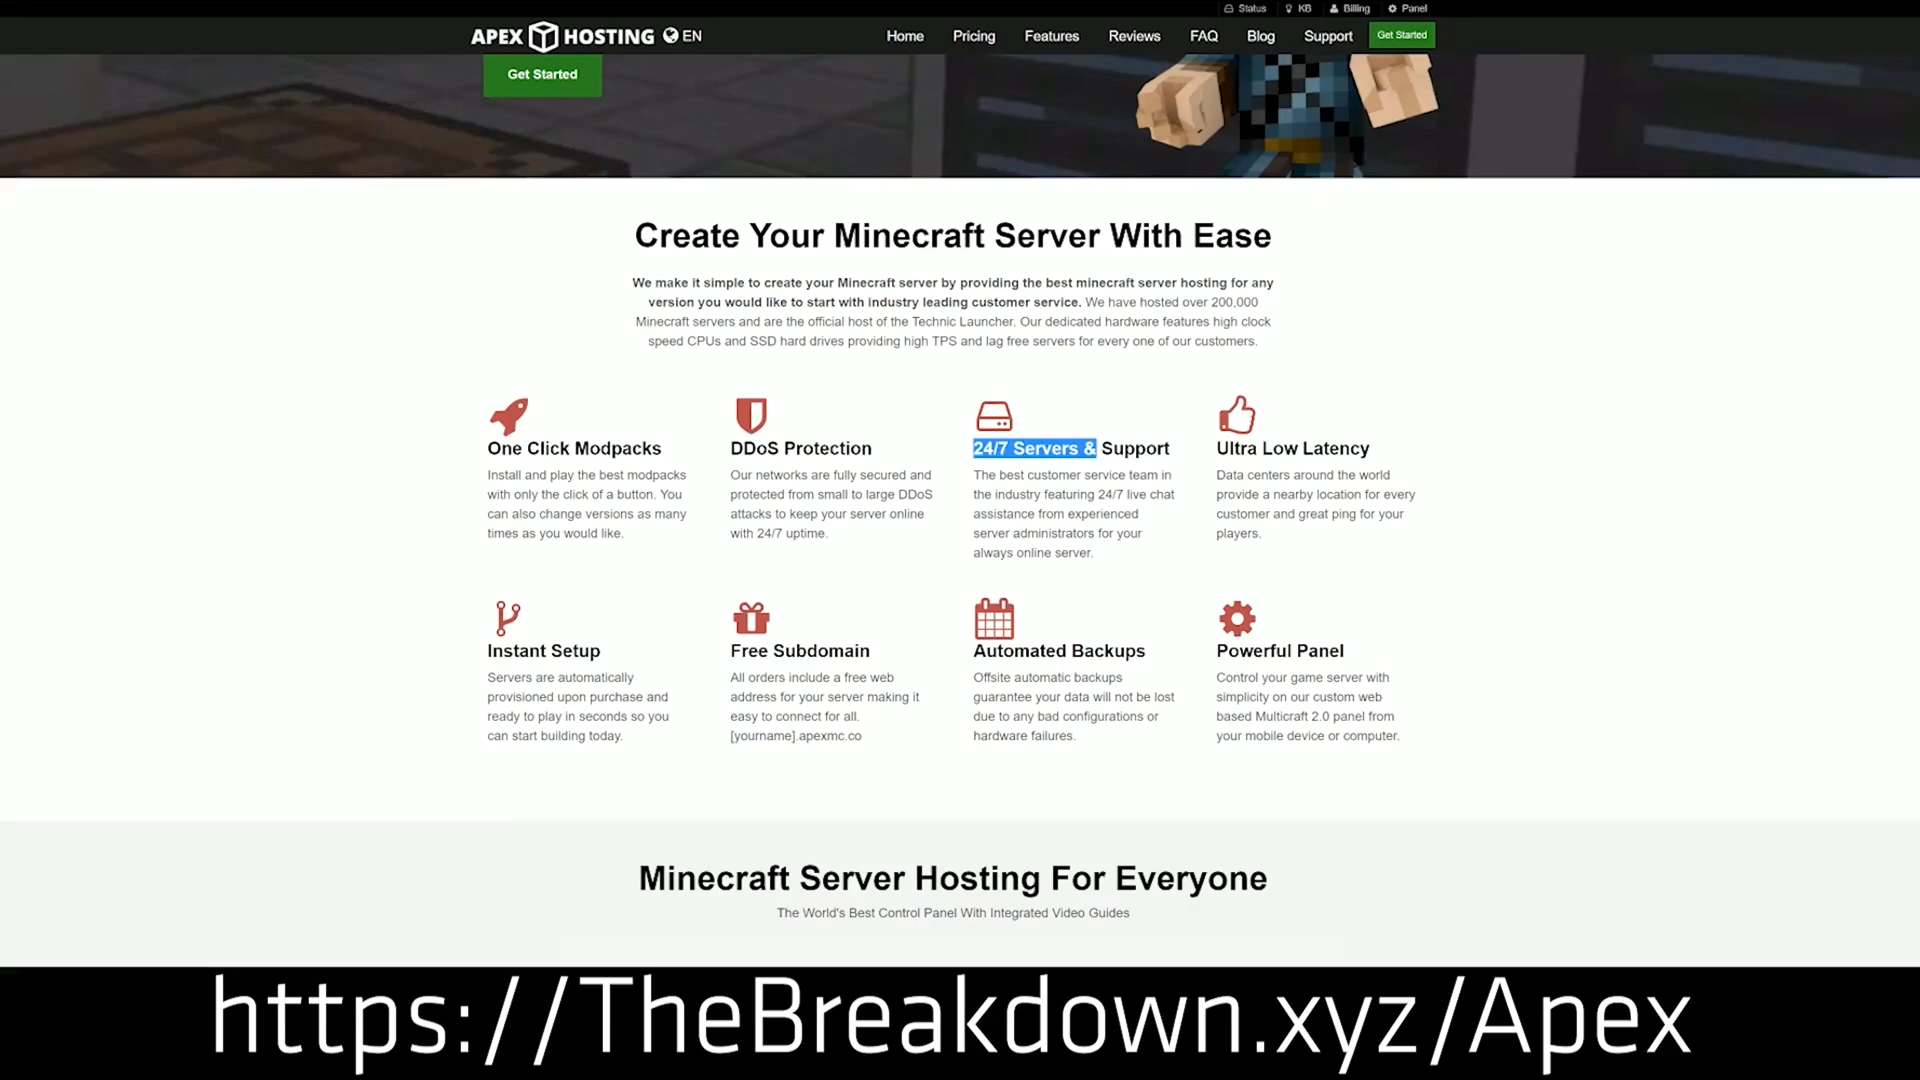 Status KB Billing Panel
APEX HOSTING EN Home Pricing Features Reviews FAQ Blog Support Get Started
Get Started
Create Your Minecraft Server With Ease
We make it simple to create your Minecraft server by providing the best minecraft server hosting for any
version you would like to start with industry leading customer service. We have hosted over 200,000
Minecraft servers and are the official host of the Technic Launcher. Our dedicated hardware features high clock
speed CPUs and SSD hard drives providing high TPS and lag free servers for every one of our customers.
One Click Modpacks
Install and play the best modpacks
with only the click of a button. You
can also change versions as many
times as you would like.
DDoS Protection
Our networks are fully secured and
protected from small to large DDoS
attacks to keep your server online
with 24/7 uptime.
24/7 Servers & Support
The best customer service team in
the industry featuring 24/7 live chat
assistance from experienced
server administrators for your
always online server.
Ultra Low Latency
Data centers around the world
provide a nearby location for every
customer and great ping for your
players.
Instant Setup
Servers are automatically
provisioned upon purchase and
ready to play in seconds so you
can start building today.
Free Subdomain
All orders include a free web
address for your server making it
easy to connect for all.
[yourname].apexmc.co
Automated Backups
Offsite automatic backups
guarantee your data will not be lost
due to any bad configurations or
hardware failures.
Powerful Panel
Control your game server with
simplicity on our custom web
based Multicraft 2.0 panel from
your mobile device or computer.
Minecraft Server Hosting For Everyone
The World's Best Control Panel With Integrated Video Guides
https://TheBreakdown.xyz/Apex